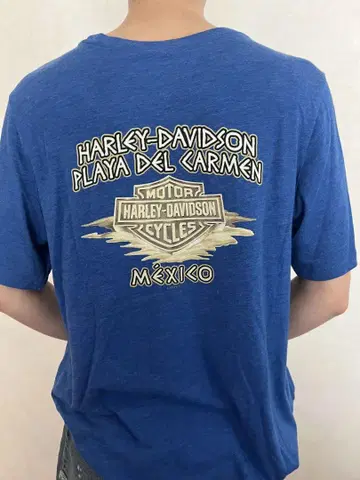 HARLEY-DAVIDSON
PLAYA DEL CARMEN
MOTOR
HARLEY-DAVIDSON
CYCLES
MÉXICO